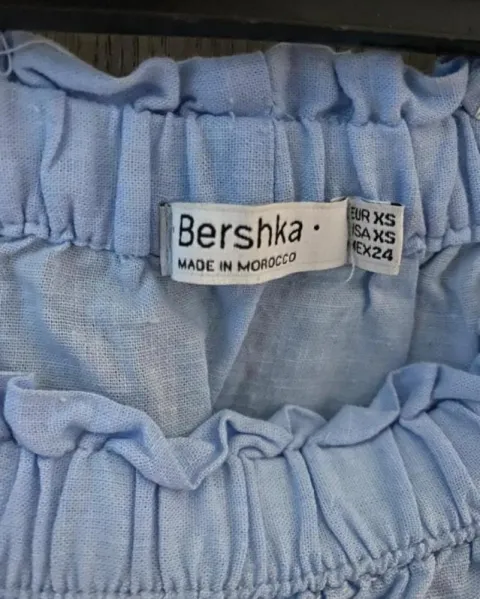 Bershka
MADE IN MOROCCO
EUR XS
USA XS
MEX24